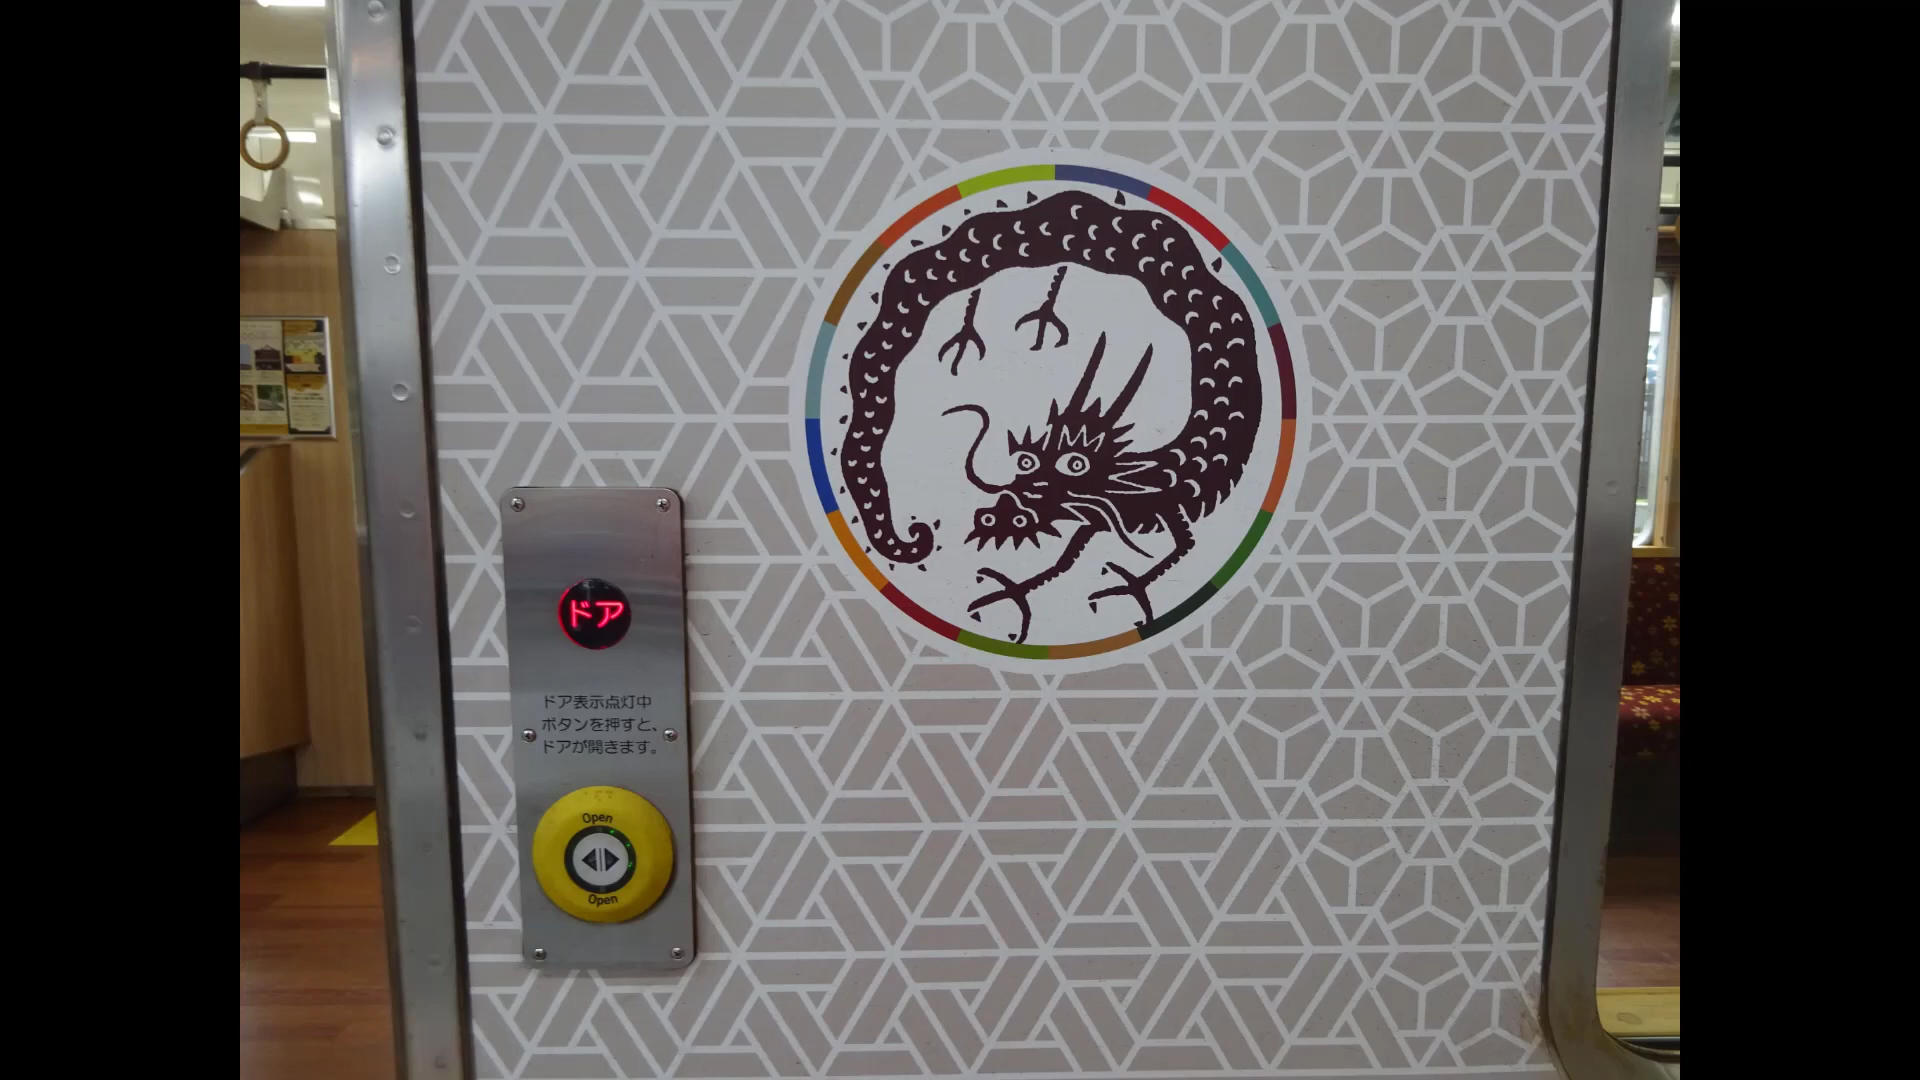 ドア
ドア表示点灯中
ボタンを押すと、
ドアが開きます。
Open
Open